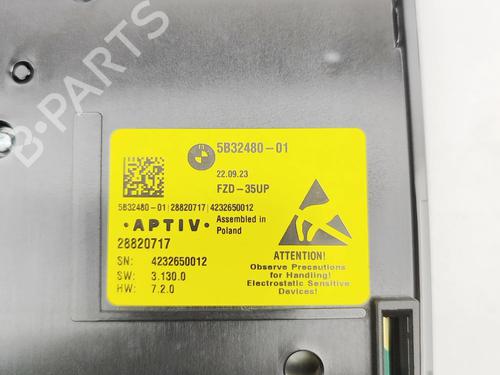 B-PARTS
5B32480-01
22.09.23
FZD-35UP
5B32480-01|28820717|4232650012
· APTIV · Assembled in Poland
28820717
SN: 4232650012
SW: 3.130.0
HW: 7.2.0
ATTENTION!
Observe Precautions
for Handling!
Electrostatic Sensitive
Devices!